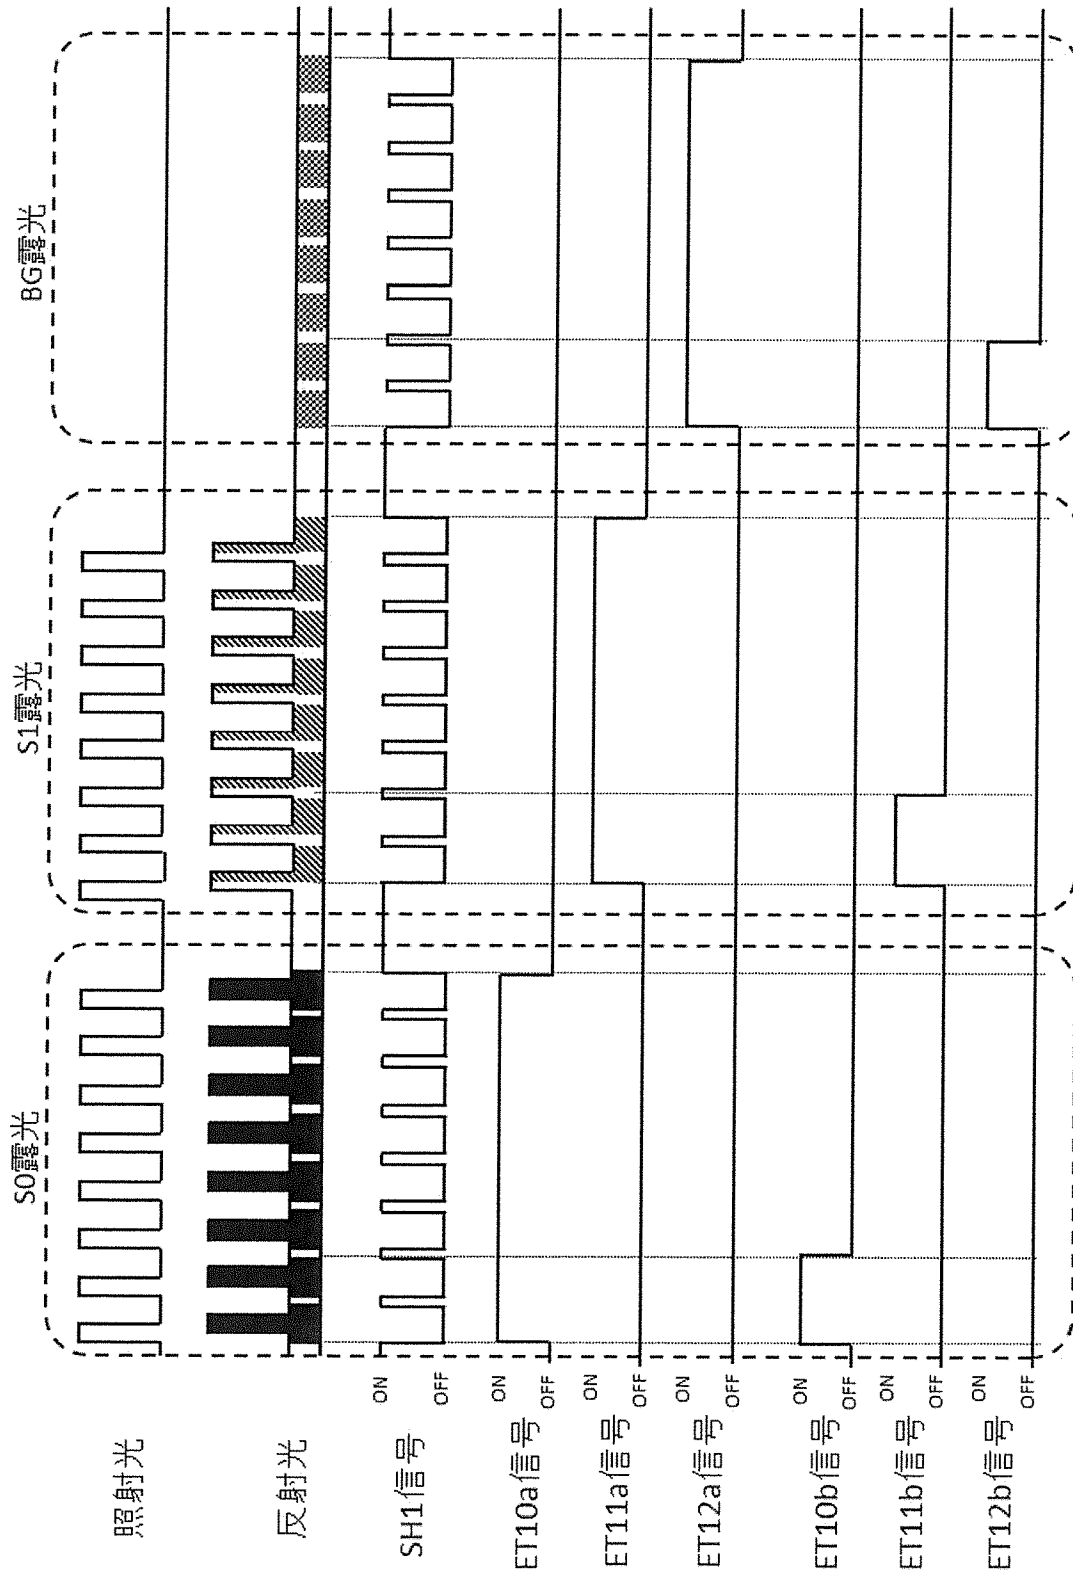 S0露光
S1露光
BG露光
照射光
反射光
SH1信号
ON
OFF
ET10a信号
ON
OFF
ET11a信号
ON
OFF
ET12a信号
ON
OFF
ET10b信号
ON
OFF
ET11b信号
ON
OFF
ET12b信号
ON
OFF